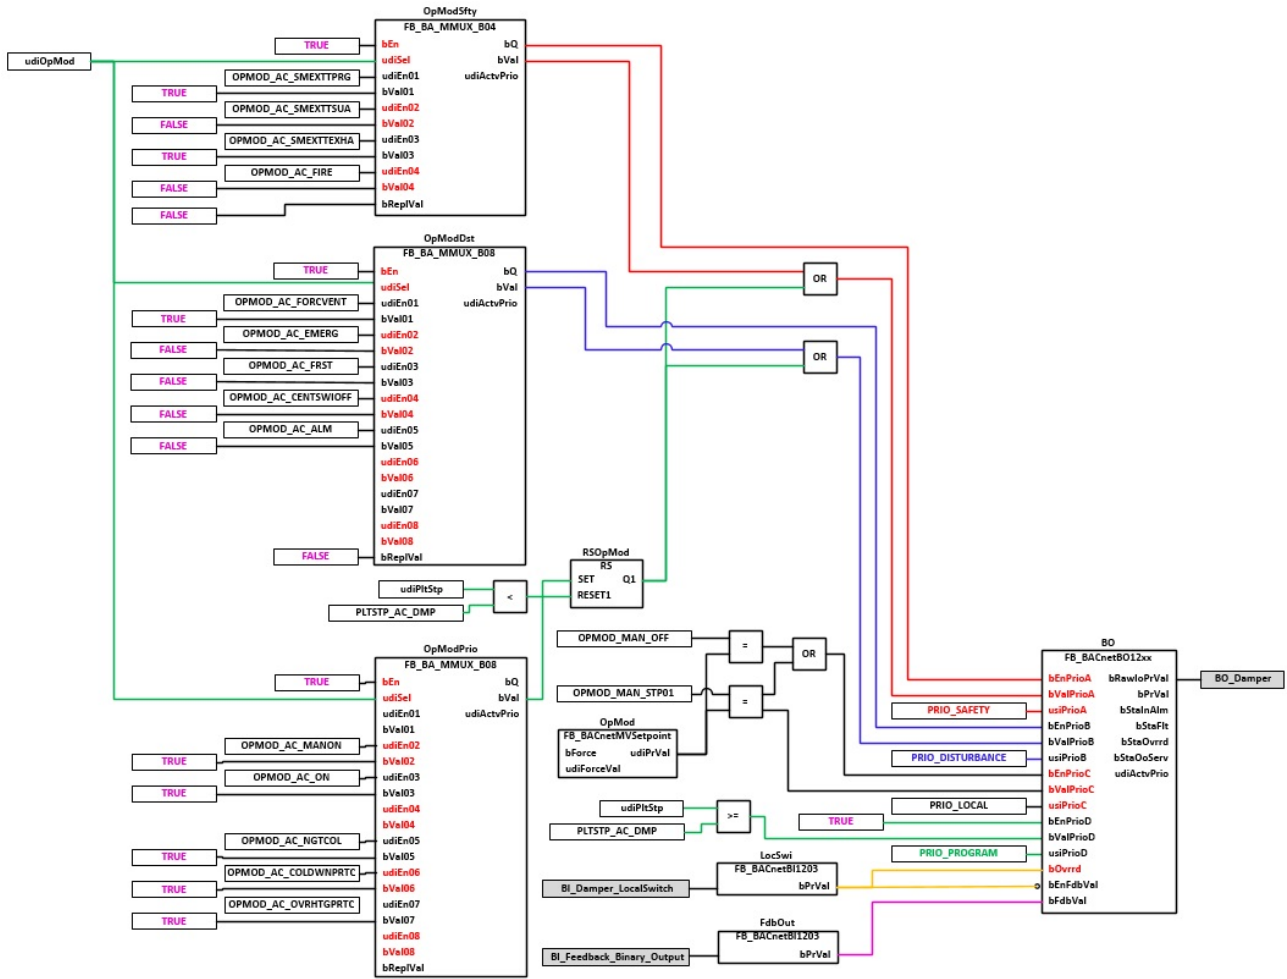 OpModSfty
FB_BA_MMUX_B04
TRUE
bEn
bQ
udiOpMod
udiSel
bVal
OPMOD_AC_SMEXTTPRG
udiEn01
udiActvPrio
TRUE
bVal01
OPMOD_AC_SMEXTTSUA
udiEn02
FALSE
bVal02
OPMOD_AC_SMEXTTEXHA
udiEn03
TRUE
bVal03
OPMOD_AC_FIRE
udiEn04
FALSE
bVal04
FALSE
bReplVal
OpModDst
FB_BA_MMUX_B08
TRUE
bEn
bQ
udiSel
bVal
OPMOD_AC_FORCVENT
udiEn01
udiActvPrio
TRUE
bVal01
OPMOD_AC_EMERG
udiEn02
FALSE
bVal02
OPMOD_AC_FRST
udiEn03
FALSE
bVal03
OPMOD_AC_CENTSWIOFF
udiEn04
FALSE
bVal04
OPMOD_AC_ALM
udiEn05
FALSE
bVal05
udiEn06
bVal06
udiEn07
bVal07
udiEn08
bVal08
FALSE
bReplVal
OR
OR
RSOpMod
RS
SET
Q1
RESET1
udiPltStp
<
PLTSTP_AC_DMP
OpModPrio
FB_BA_MMUX_B08
TRUE
bEn
bQ
udiSel
bVal
udiEn01
udiActvPrio
bVal01
OPMOD_AC_MANON
udiEn02
TRUE
bVal02
OPMOD_AC_ON
udiEn03
TRUE
bVal03
udiEn04
bVal04
OPMOD_AC_NGTCOL
udiEn05
TRUE
bVal05
OPMOD_AC_COLDWNPRTC
udiEn06
TRUE
bVal06
OPMOD_AC_OVRHTGPRTC
udiEn07
TRUE
bVal07
udiEn08
bVal08
bReplVal
OPMOD_MAN_OFF
=
OR
OPMOD_MAN_STP01
=
OpMod
FB_BACnetMVSetpoint
bForce
udiPrVal
udiForceVal
udiPltStp
>=
PLTSTP_AC_DMP
LocSwi
FB_BACnetBI1203
BI_Damper_LocalSwitch
bPrVal
FdbOut
FB_BACnetBI1203
BI_Feedback_Binary_Output
bPrVal
BO
FB_BACnetBO12xx
bEnPrioA
bRawIoPrVal
BO_Damper
bValPrioA
bPrVal
PRIO_SAFETY
usiPrioA
bStaInAlm
bEnPrioB
bStaFlt
bValPrioB
bStaOvrrd
PRIO_DISTURBANCE
usiPrioB
bStaOoServ
bEnPrioC
udiActvPrio
bValPrioC
PRIO_LOCAL
usiPrioC
TRUE
bEnPrioD
bValPrioD
PRIO_PROGRAM
usiPrioD
bOvrrd
bEnFdbVal
bFdbVal